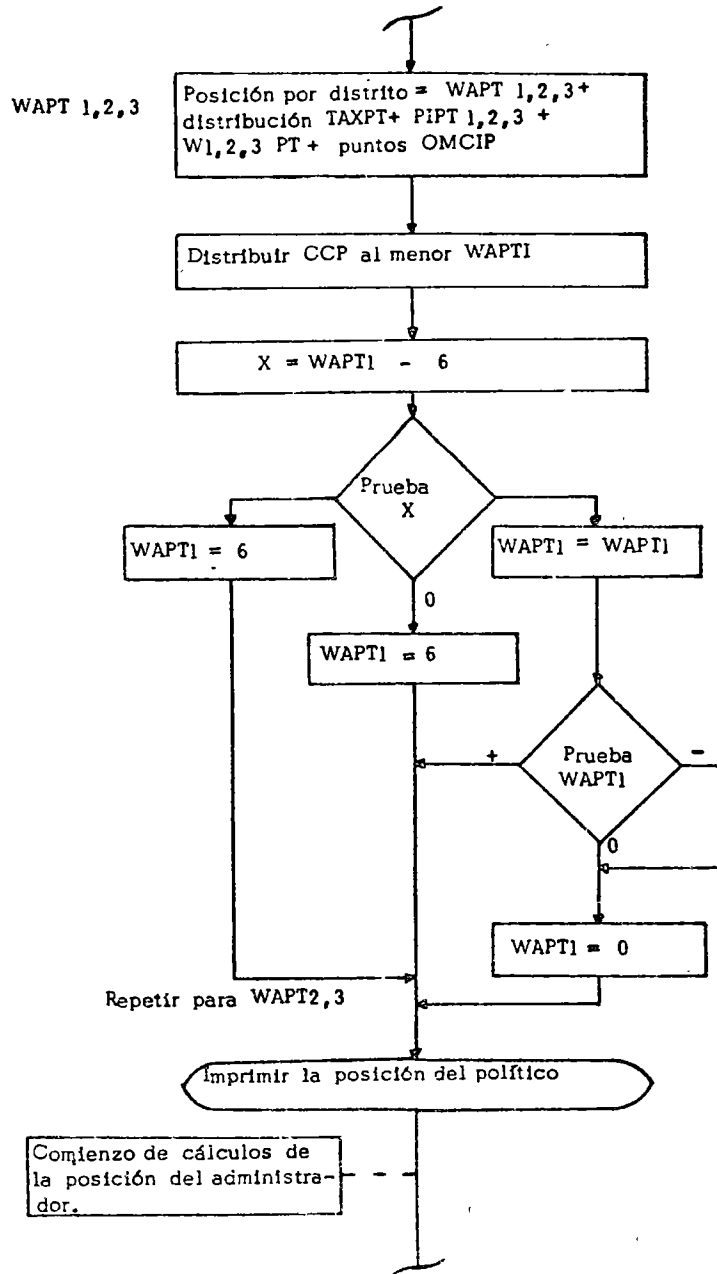 WAPT 1,2,3
Posición por distrito = WAPT 1,2,3+
distribución TAXPT+ PIPT 1,2,3 +
W1,2,3 PT + puntos OMCIP
Distribuir CCP al menor WAPTI
X = WAPT1 - 6
Prueba
X
WAPT1 = 6
WAPT1 = WAPT1
0
WAPT1 = 6
+
Prueba
WAPT1
-
0
WAPT1 = 0
Repetir para WAPT2,3
Imprimir la posición del político
Comienzo de cálculos de
la posición del administra-
dor.